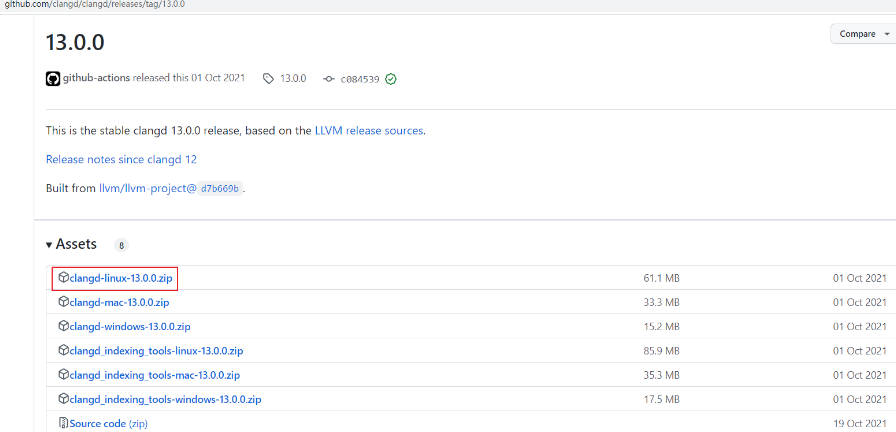 github.com/clangd/clangd/releases/tag/13.0.0
13.0.0
Compare
github-actions released this 01 Oct 2021 13.0.0 c084539
This is the stable clangd 13.0.0 release, based on the LLVM release sources.
Release notes since clangd 12
Built from llvm/llvm-project@ d7b669b .
Assets 8
clangd-linux-13.0.0.zip 61.1 MB 01 Oct 2021
clangd-mac-13.0.0.zip 33.3 MB 01 Oct 2021
clangd-windows-13.0.0.zip 15.2 MB 01 Oct 2021
clangd_indexing_tools-linux-13.0.0.zip 85.9 MB 01 Oct 2021
clangd_indexing_tools-mac-13.0.0.zip 35.3 MB 01 Oct 2021
clangd_indexing_tools-windows-13.0.0.zip 17.5 MB 01 Oct 2021
Source code (zip) 19 Oct 2021